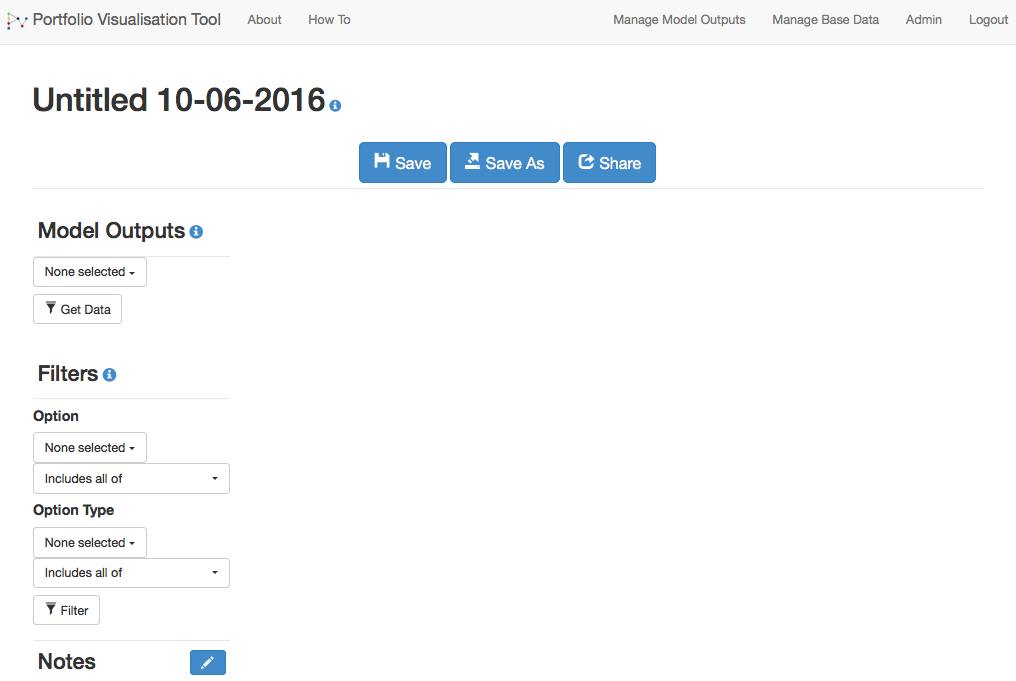 Portfolio Visualisation Tool About How To Manage Model Outputs Manage Base Data Admin Logout
Untitled 10-06-2016
Save Save As Share
Model Outputs
None selected
Get Data
Filters
Option
None selected
Includes all of
Option Type
None selected
Includes all of
Filter
Notes